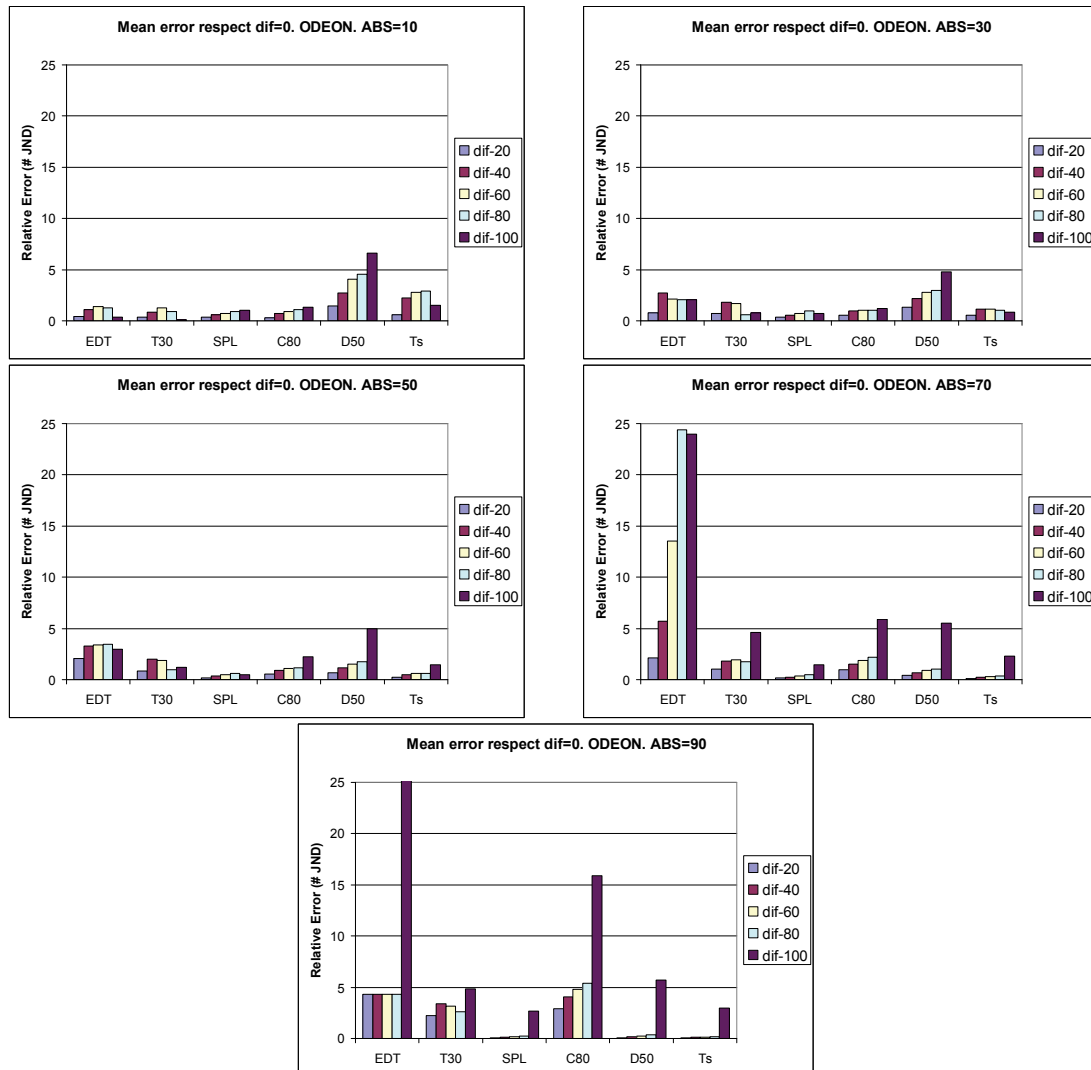 Mean error respect dif=0. ODEON. ABS=10
Relative Error (# JND)
25
20
15
10
5
0
EDT T30 SPL C80 D50 Ts
dif-20
dif-40
dif-60
dif-80
dif-100
Mean error respect dif=0. ODEON. ABS=30
Relative Error (# JND)
25
20
15
10
5
0
EDT T30 SPL C80 D50 Ts
dif-20
dif-40
dif-60
dif-80
dif-100
Mean error respect dif=0. ODEON. ABS=50
Relative Error (# JND)
25
20
15
10
5
0
EDT T30 SPL C80 D50 Ts
dif-20
dif-40
dif-60
dif-80
dif-100
Mean error respect dif=0. ODEON. ABS=70
Relative Error (# JND)
25
20
15
10
5
0
EDT T30 SPL C80 D50 Ts
dif-20
dif-40
dif-60
dif-80
dif-100
Mean error respect dif=0. ODEON. ABS=90
Relative Error (# JND)
25
20
15
10
5
0
EDT T30 SPL C80 D50 Ts
dif-20
dif-40
dif-60
dif-80
dif-100